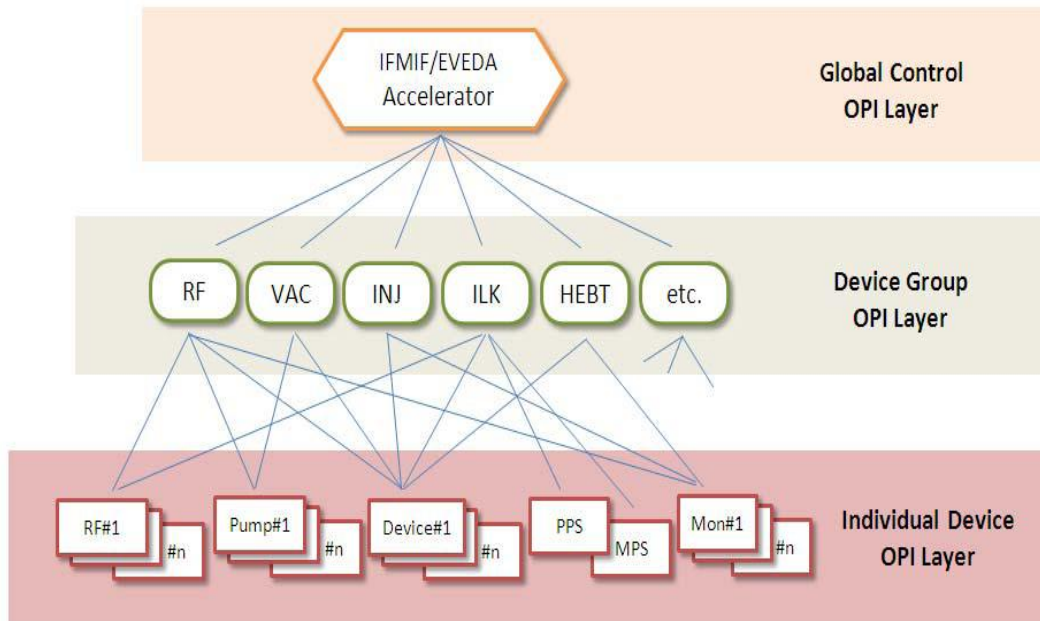 IFMIF/EVEDA
Accelerator
Global Control
OPI Layer
RF
VAC
INJ
ILK
HEBT
etc.
Device Group
OPI Layer
RF#1
#n
Pump#1
#n
Device#1
#n
PPS
MPS
Mon#1
#n
Individual Device
OPI Layer